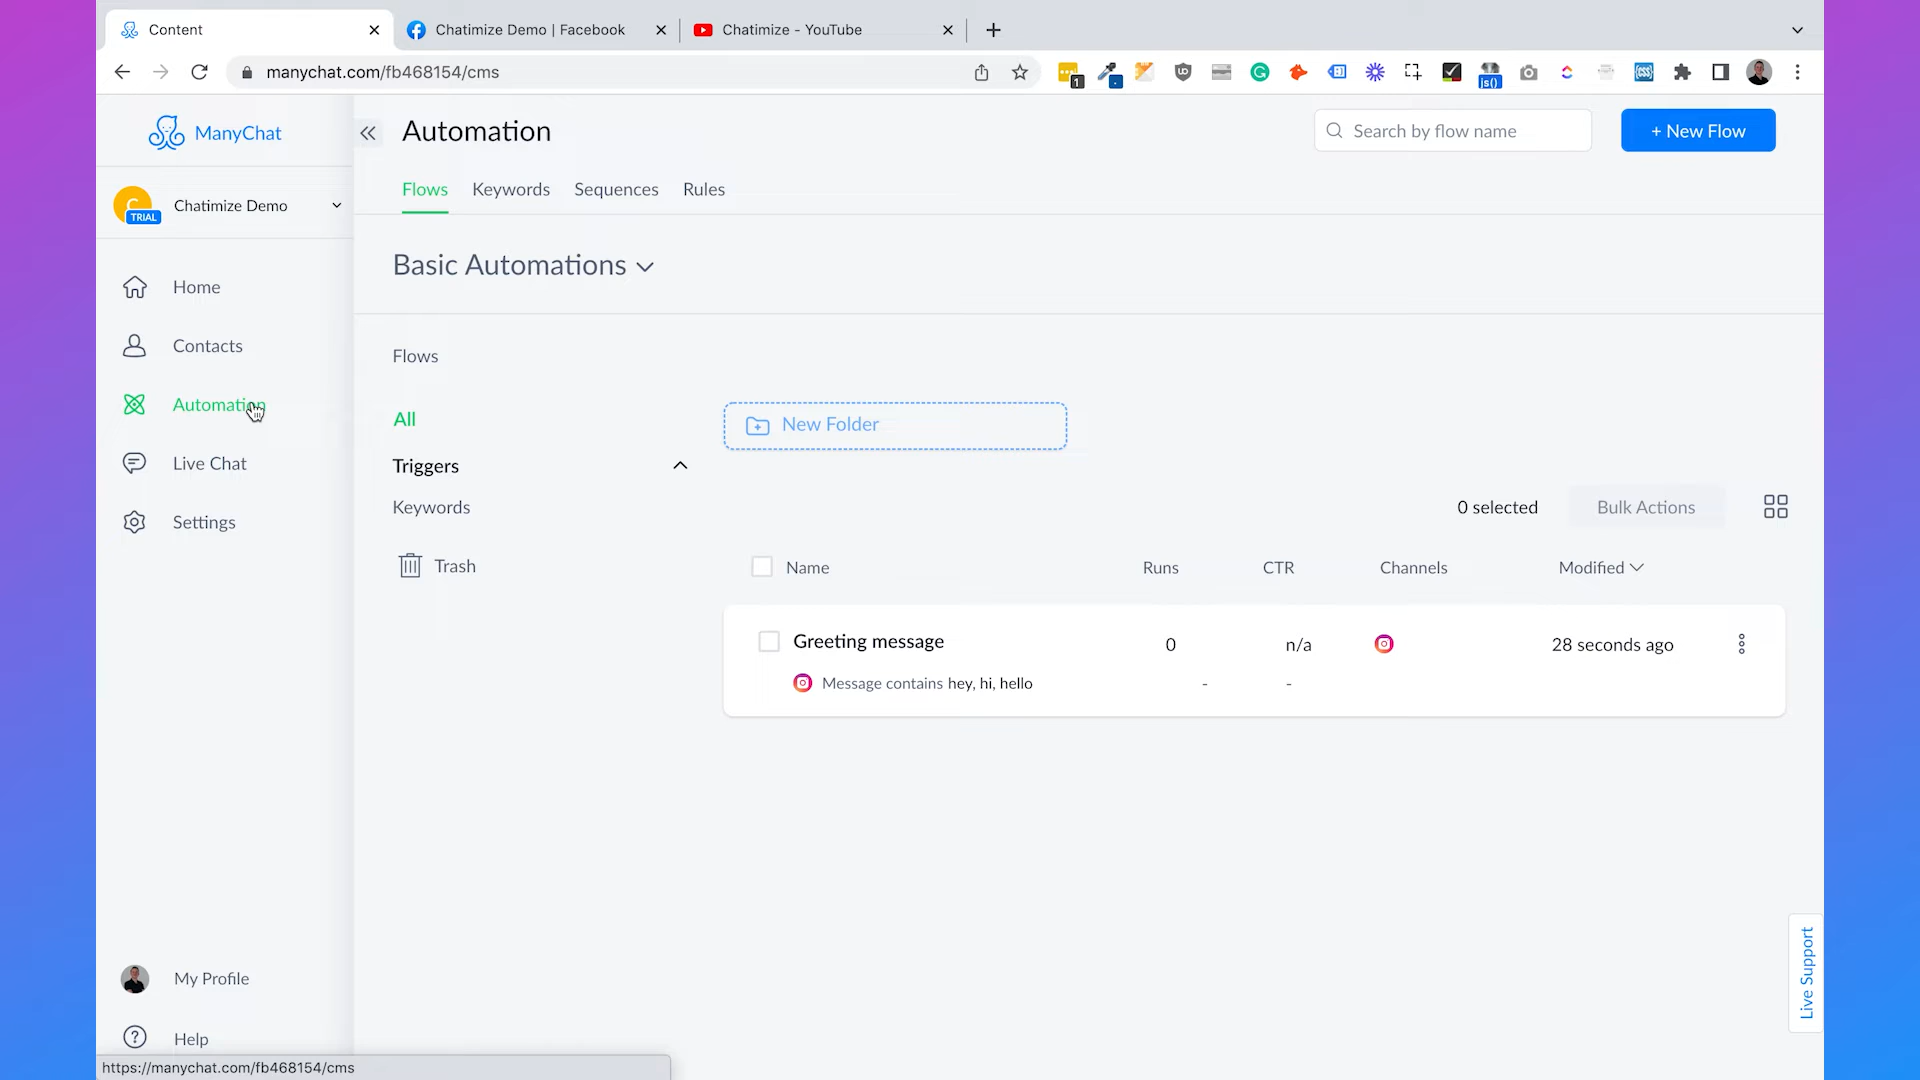 Content
Chatimize Demo | Facebook
Chatimize - YouTube
manychat.com/fb468154/cms
1
js()
ManyChat
Automation
Search by flow name
+ New Flow
Flows
Keywords
Sequences
Rules
C
TRIAL
Chatimize Demo
Basic Automations
Home
Contacts
Automation
Live Chat
Settings
Flows
All
Triggers
Keywords
Trash
New Folder
0 selected
Bulk Actions
Name
Runs
CTR
Channels
Modified
Greeting message
0
n/a
28 seconds ago
Message contains hey, hi, hello
-
-
Live Support
My Profile
Help
https://manychat.com/fb468154/cms